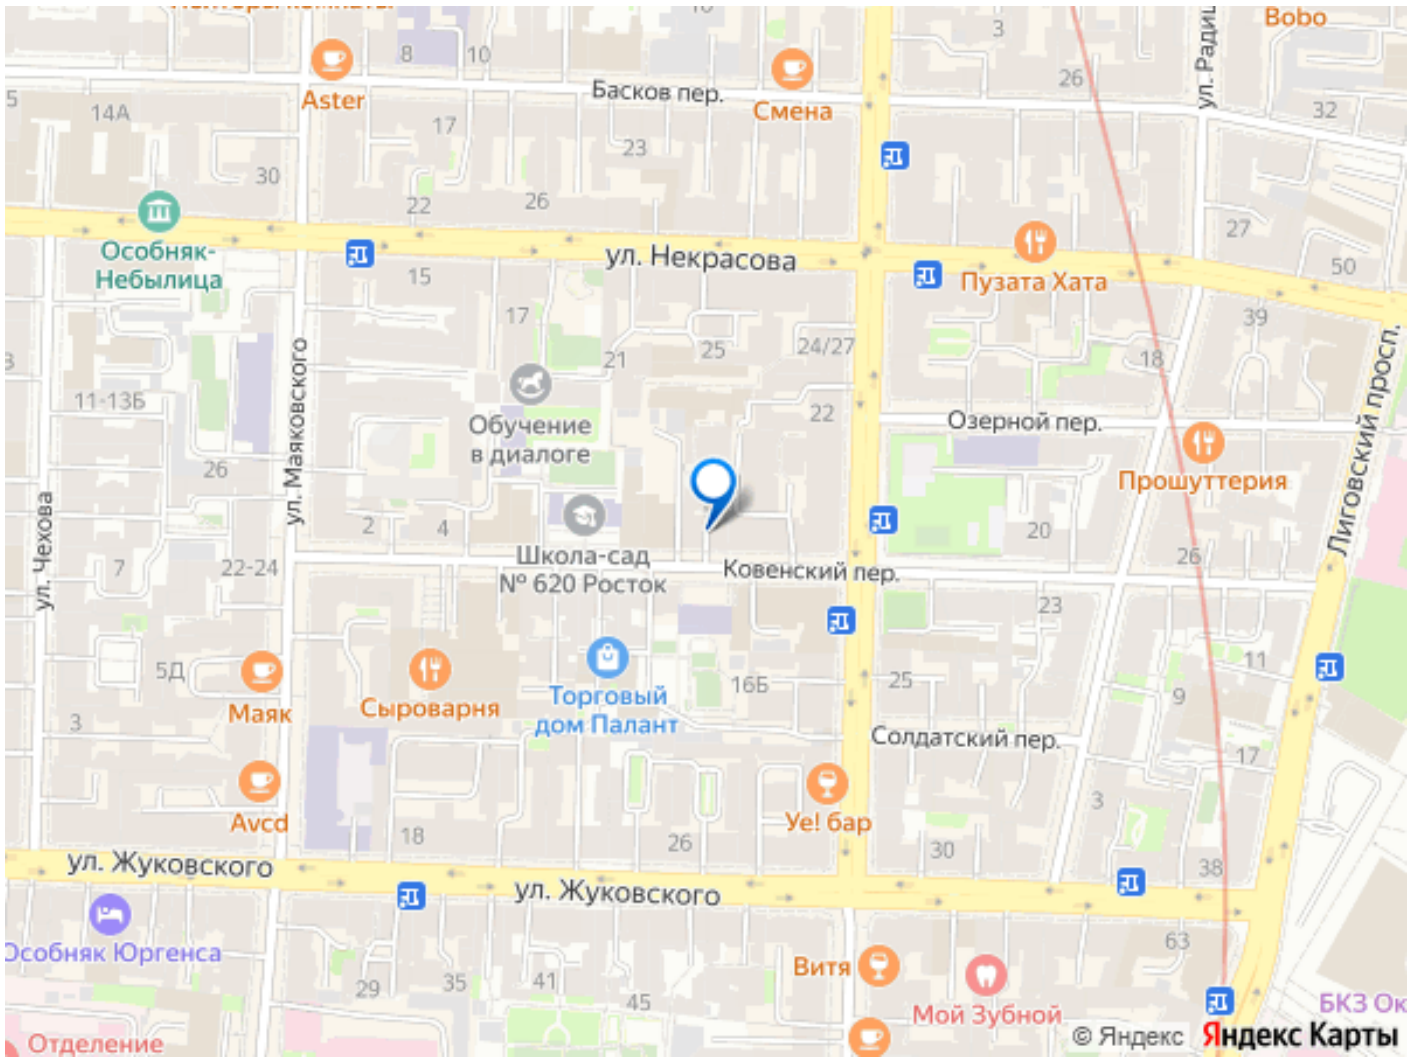 10
3
Bobo
8
10
26
ул. Радищ
Aster
Басков пер.
Смена
5
14А
17
32
23
30
22
26
27
Особняк-
Небылица
ул. Некрасова
Пузата Хата
50
15
17
21
25
24/27
39
18
ул. Маяковского
Лиговский просп.
11-13Б
22
Обучение
в диалоге
Озерной пер.
26
Прошуттерия
ул. Чехова
2
4
20
7
22-24
Школа-сад
№ 620 Росток
Ковенский пер.
26
23
5Д
11
Маяк
Сыроварня
Торговый
дом Палант
16Б
25
9
3
Солдатский пер.
17
Avcd
18
26
Уе! бар
30
3
38
ул. Жуковского
ул. Жуковского
Особняк Юргенса
29
35
41
45
Витя
63
Мой Зубной
БКЗ Ок
Отделение
© Яндекс
Яндекс Карты